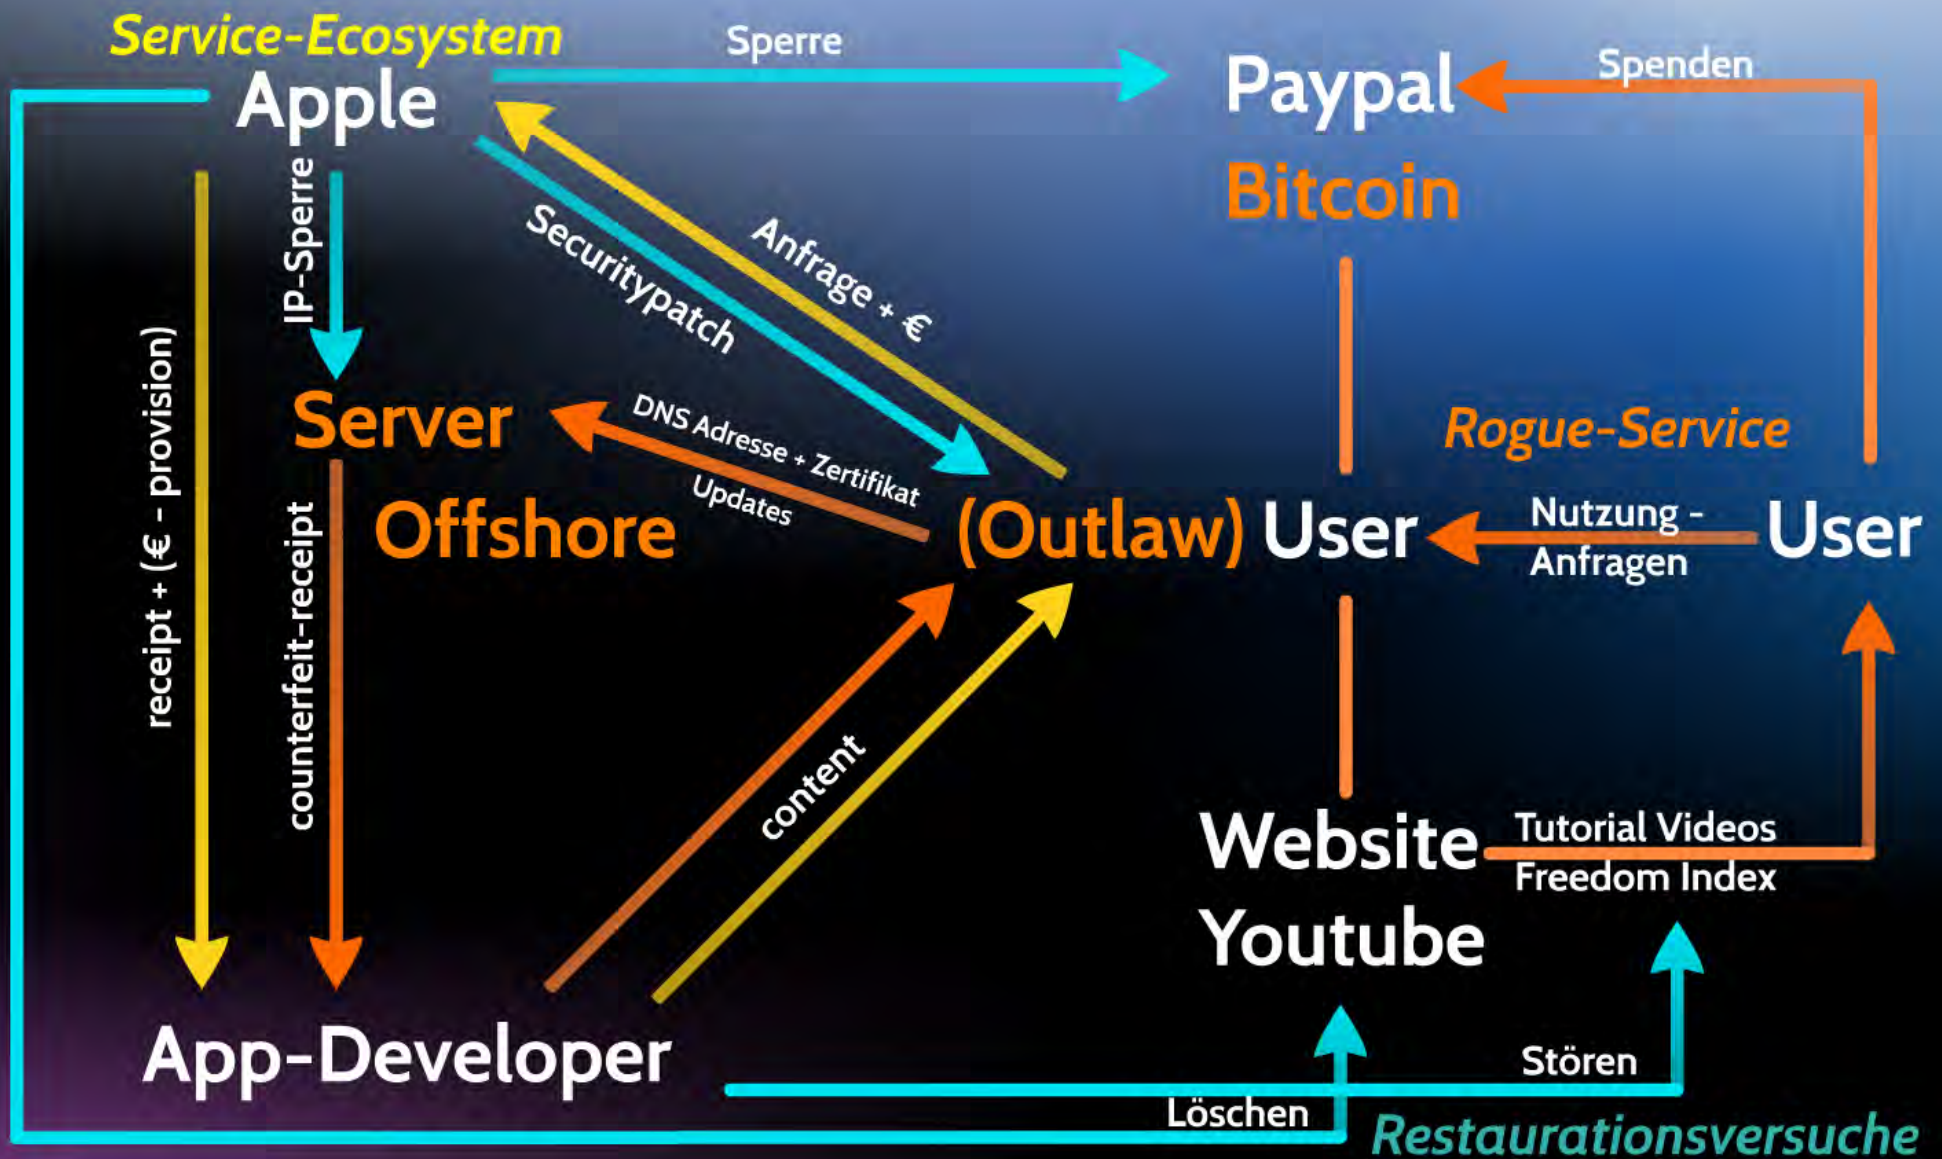 Service-Ecosystem
Apple
Sperre
Paypal
Spenden
Bitcoin
IP-Sperre
Securitypatch
Anfrage + €
receipt + (€ - provision)
Server
Offshore
counterfeit-receipt
DNS Adresse + Zertifikat
Updates
(Outlaw) User
Rogue-Service
Nutzung -
Anfragen
User
content
Website
Youtube
Tutorial Videos
Freedom Index
App-Developer
Stören
Löschen
Restaurationsversuche